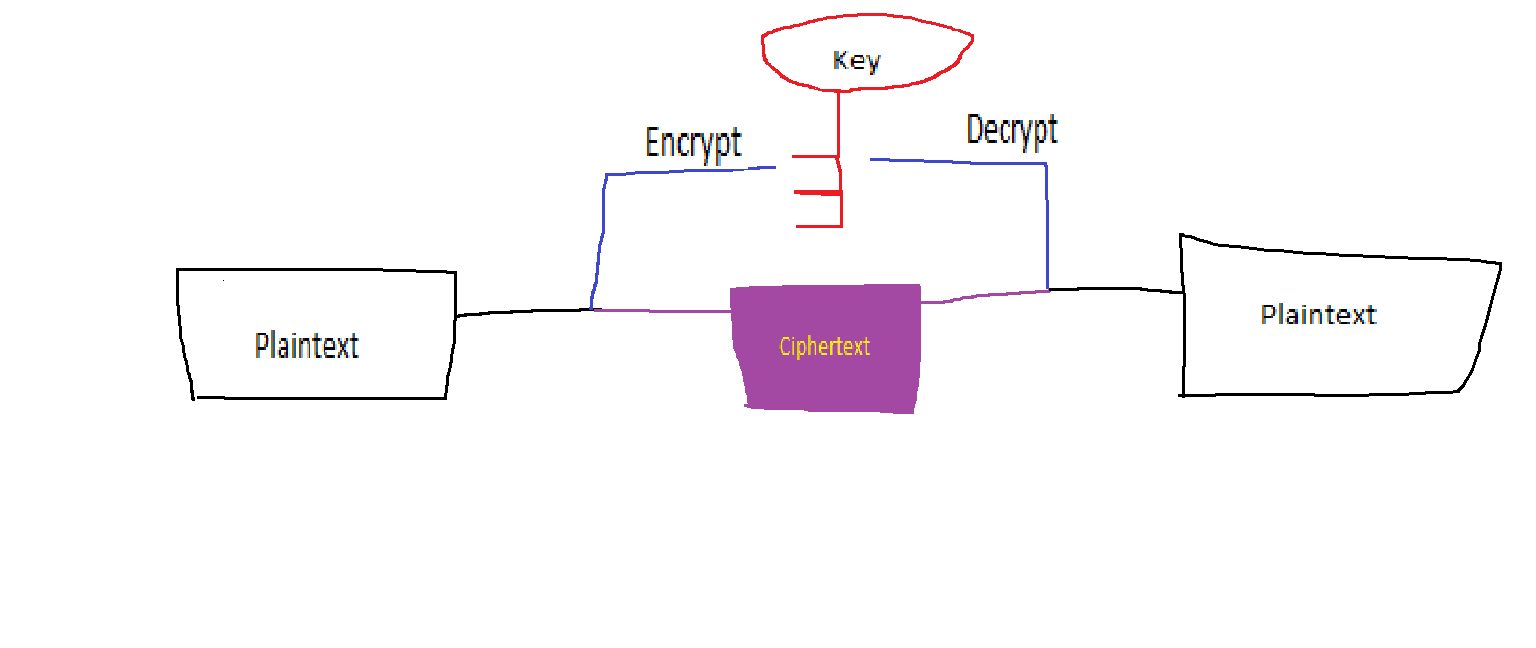 Key
Encrypt
Decrypt
Plaintext
Ciphertext
Plaintext